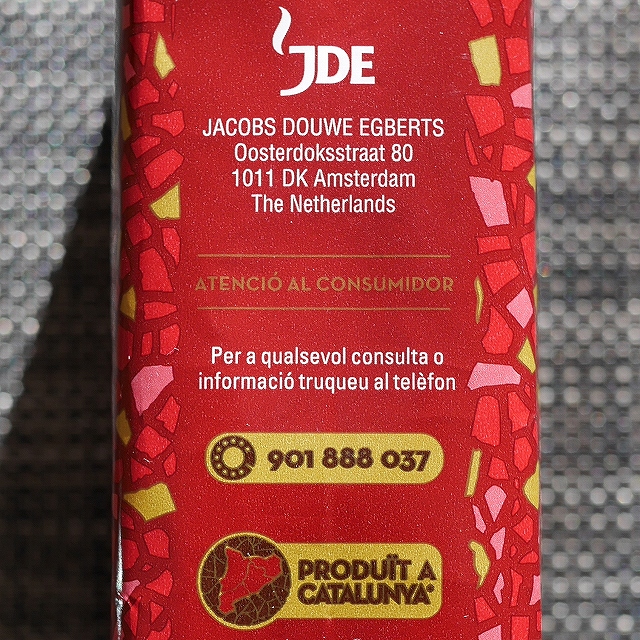 JDE
JACOBS DOUWE EGBERTS
Oosterdoksstraat 80
1011 DK Amsterdam
The Netherlands
ATENCIÓ AL CONSUMIDOR
Per a qualsevol consulta o
informació truqueu al telèfon
901 888 037
PRODUÏT A
CATALUNYA*